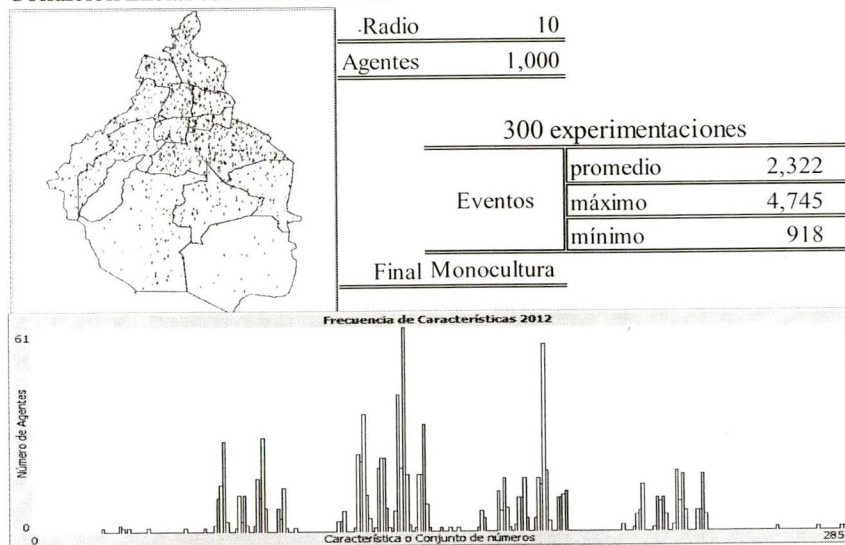 Radio 10
Agentes 1,000
300 experimentaciones
Eventos
promedio 2,322
máximo 4,745
mínimo 918
Final Monocultura
Frecuencia de Características 2012
61
Número de Agentes
0
0
Característica o Conjunto de números
285